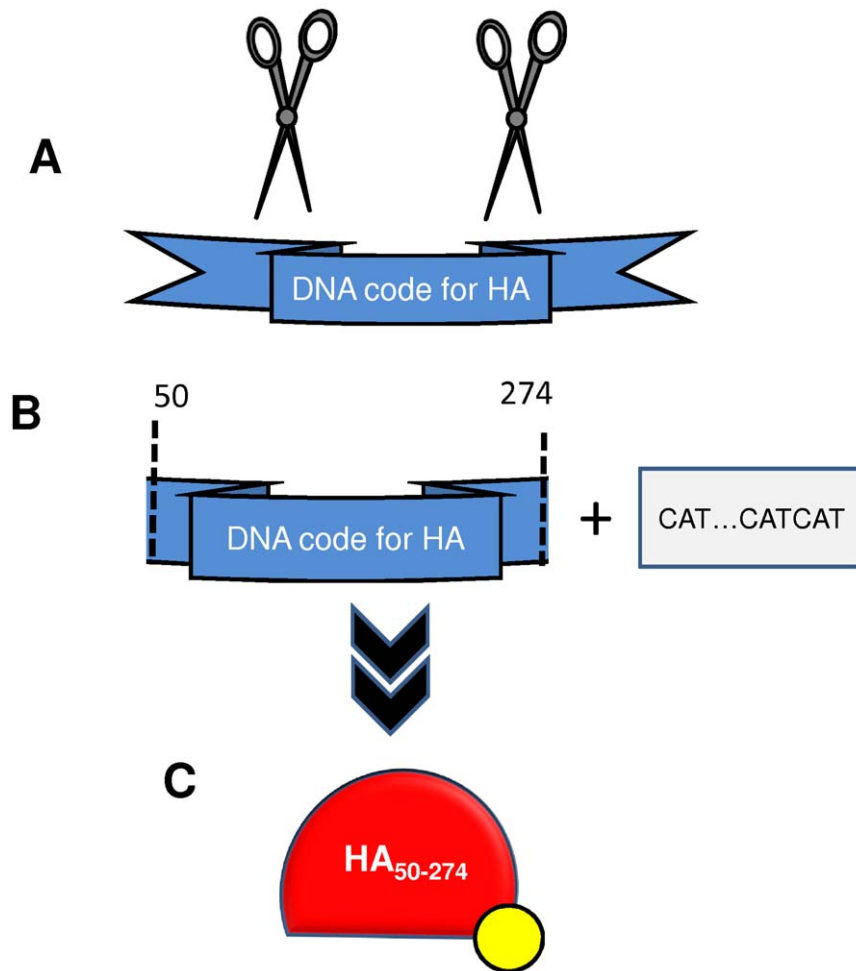 A
DNA code for HA
50 274
B
DNA code for HA + CAT...CATCAT
C
HA50-274